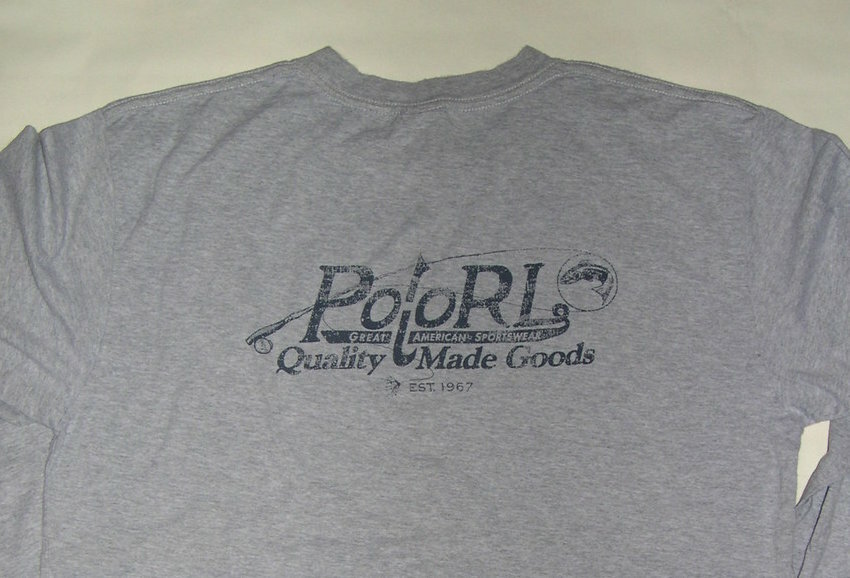 PoloRL
GREAT AMERICAN SPORTSWEAR
Quality Made Goods
EST. 1967